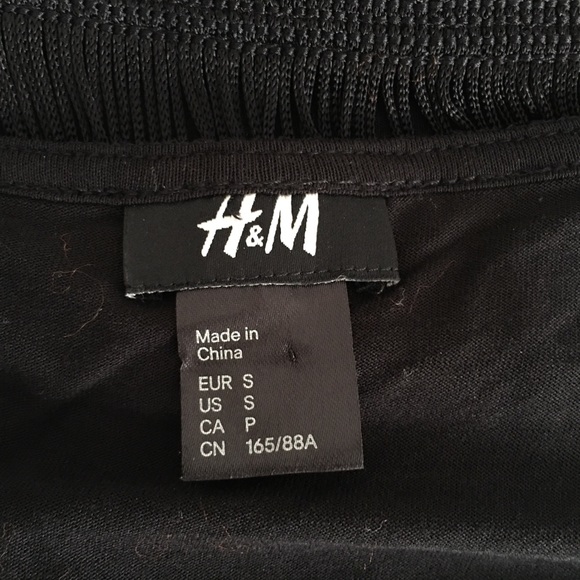 H&M
Made in
China
EUR S
US S
CA P
CN 165/88A